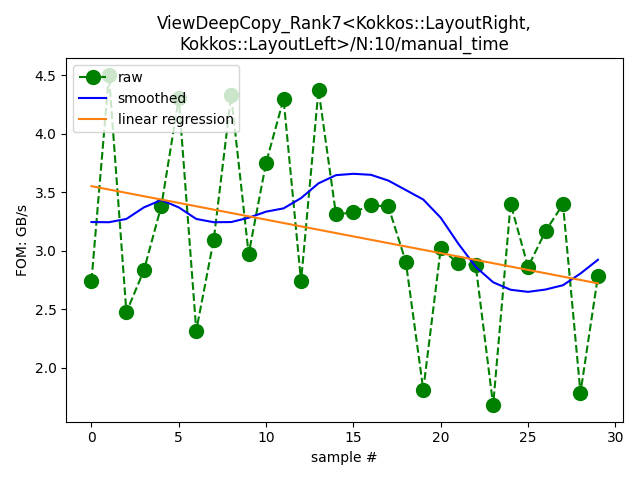 ViewDeepCopy_Rank7<Kokkos::LayoutRight,
Kokkos::LayoutLeft>/N:10/manual_time
raw
smoothed
linear regression
FOM: GB/s
4.5
4.0
3.5
3.0
2.5
2.0
0
5
10
15
20
25
30
sample #